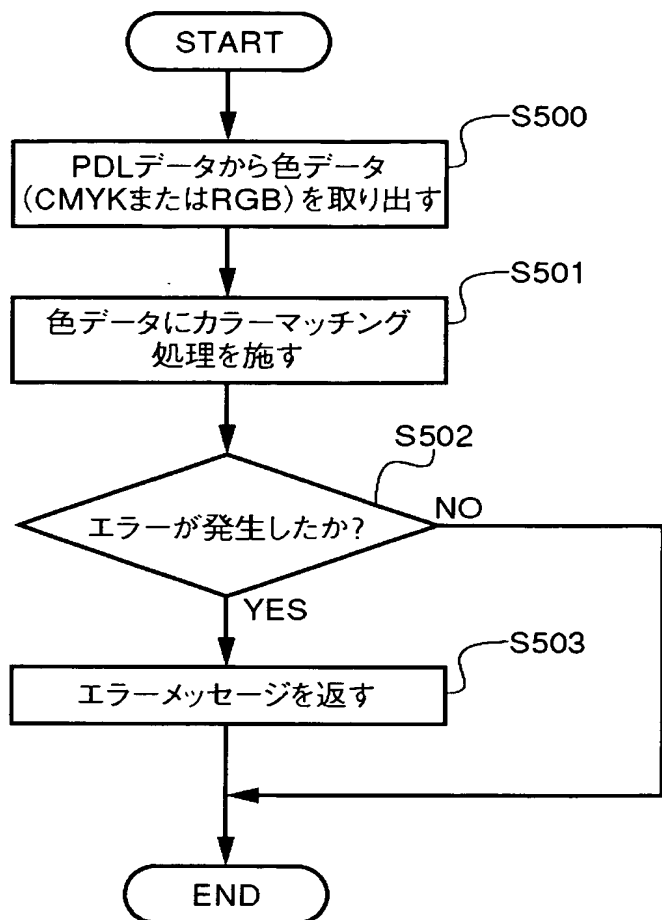 START
S500
PDLデータから色データ
(CMYKまたはRGB)を取り出す
S501
色データにカラーマッチング
処理を施す
S502
エラーが発生したか?
NO
YES
S503
エラーメッセージを返す
END